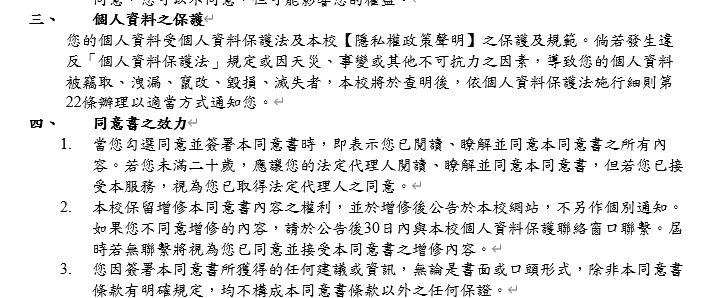 三、 個人資料之保護
您的個人資料受個人資料保護法及本校【隱私權政策聲明】之保護及規範。倘若發生違
反「個人資料保護法」規定或因天災、事變或其他不可抗力之因素，導致您的個人資料
被竊取、洩漏、竄改、毀損、滅失者，本校將於查明後，依個人資料保護法施行細則第
22條辦理以適當方式通知您。
四、 同意書之效力
1. 當您勾選同意並簽署本同意書時，即表示您已閱讀、瞭解並同意本同意書之所有內
容。若您未滿二十歲，應讓您的法定代理人閱讀、瞭解並同意本同意書，但若您已接
受本服務，視為您已取得法定代理人之同意。
2. 本校保留增修本同意書內容之權利，並於增修後公告於本校網站，不另作個別通知。
如果您不同意增修的內容，請於公告後30日內與本校個人資料保護聯絡窗口聯繫。屆
時若無聯繫將視為您已同意並接受本同意書之增修內容。
3. 您因簽署本同意書所獲得的任何建議或資訊，無論是書面或口頭形式，除非本同意書
條款有明確規定，均不構成本同意書條款以外之任何保證。